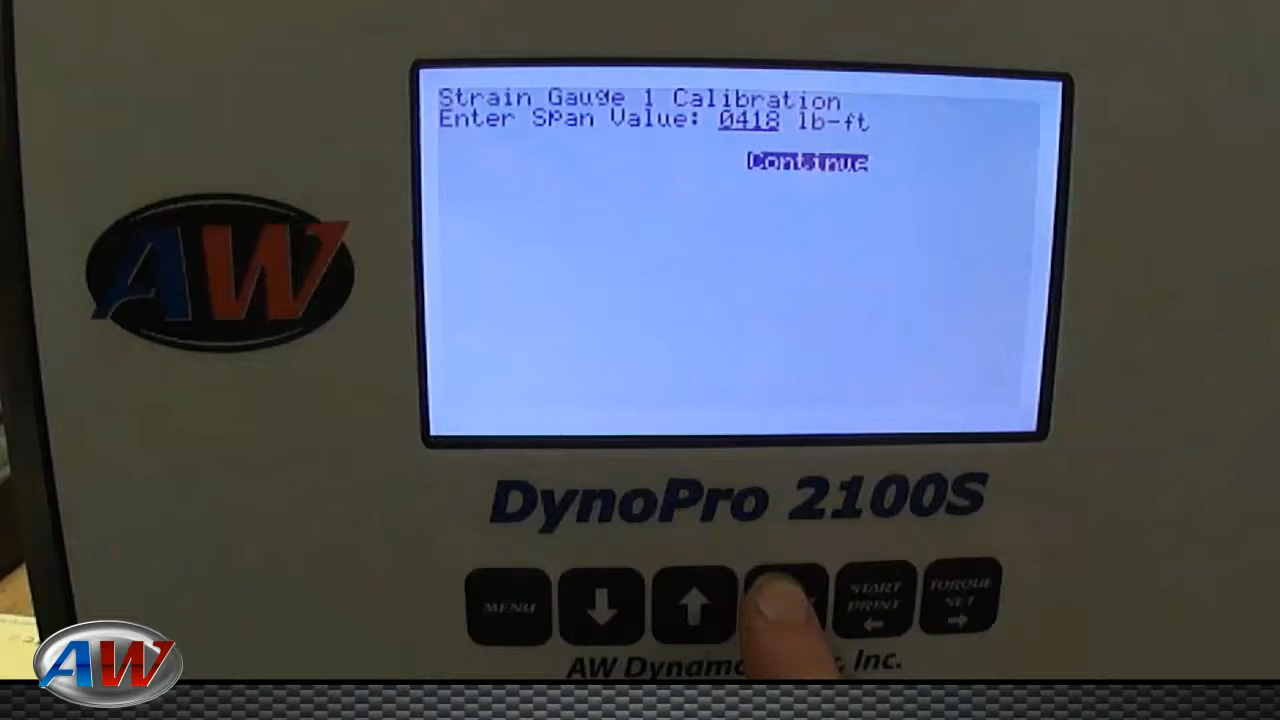 Strain Gauge 1 Calibration
Enter Span Value: 0418 lb-ft
Continue
AW
DynoPro 2100S
MENU
START
PRINT
←
TORQUE
SET
→
AW Dynamo Inc.
AW